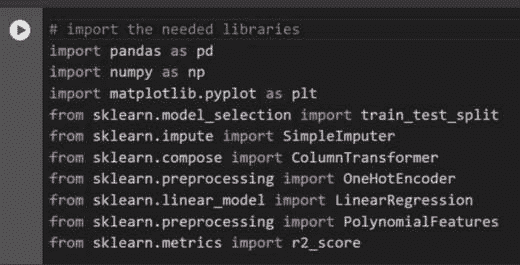 # import the needed libraries
import pandas as pd
import numpy as np
import matplotlib.pyplot as plt
from sklearn.model_selection import train_test_split
from sklearn.impute import SimpleImputer
from sklearn.compose import ColumnTransformer
from sklearn.preprocessing import OneHotEncoder
from sklearn.linear_model import LinearRegression
from sklearn.preprocessing import PolynomialFeatures
from sklearn.metrics import r2_score